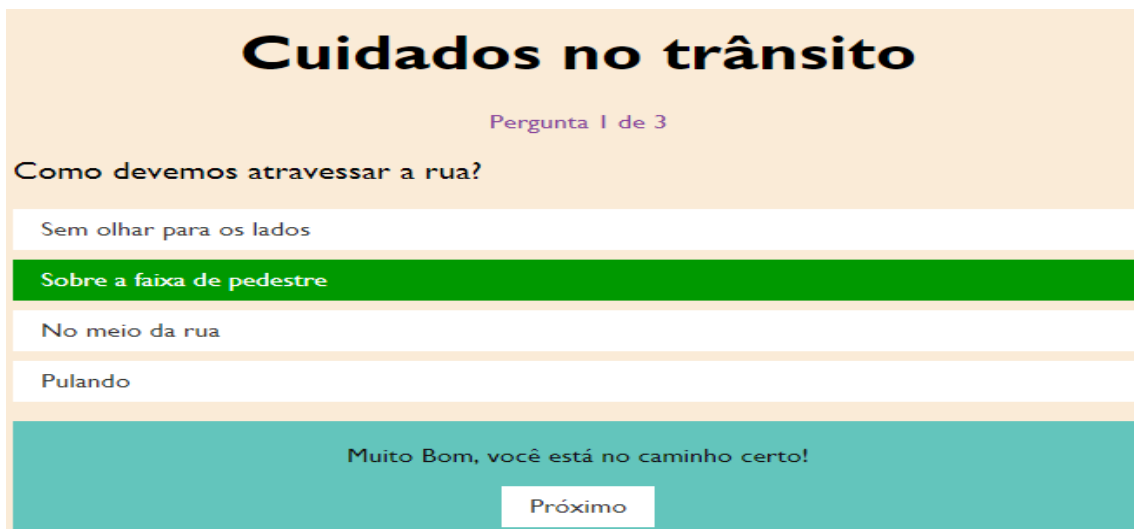 Cuidados no trânsito
Pergunta 1 de 3
Como devemos atravessar a rua?
Sem olhar para os lados
Sobre a faixa de pedestre
No meio da rua
Pulando
Muito Bom, você está no caminho certo!
Próximo